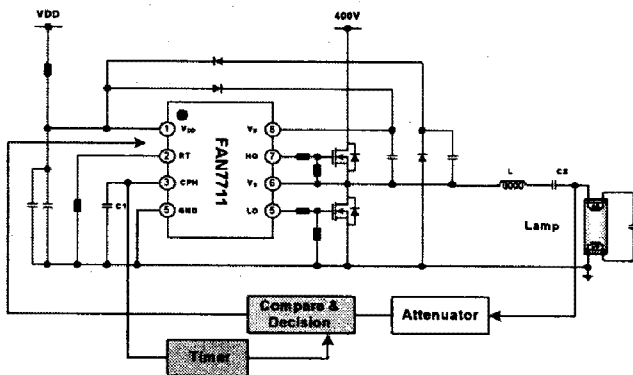 VDD
400V
1 VDD
VB 8
2 RT
HO 7
3 CPH
VS 6
5 GND
LO 5
FAN7711
C1
L
C2
Lamp
Compare &
Decision
Attenuator
Timer